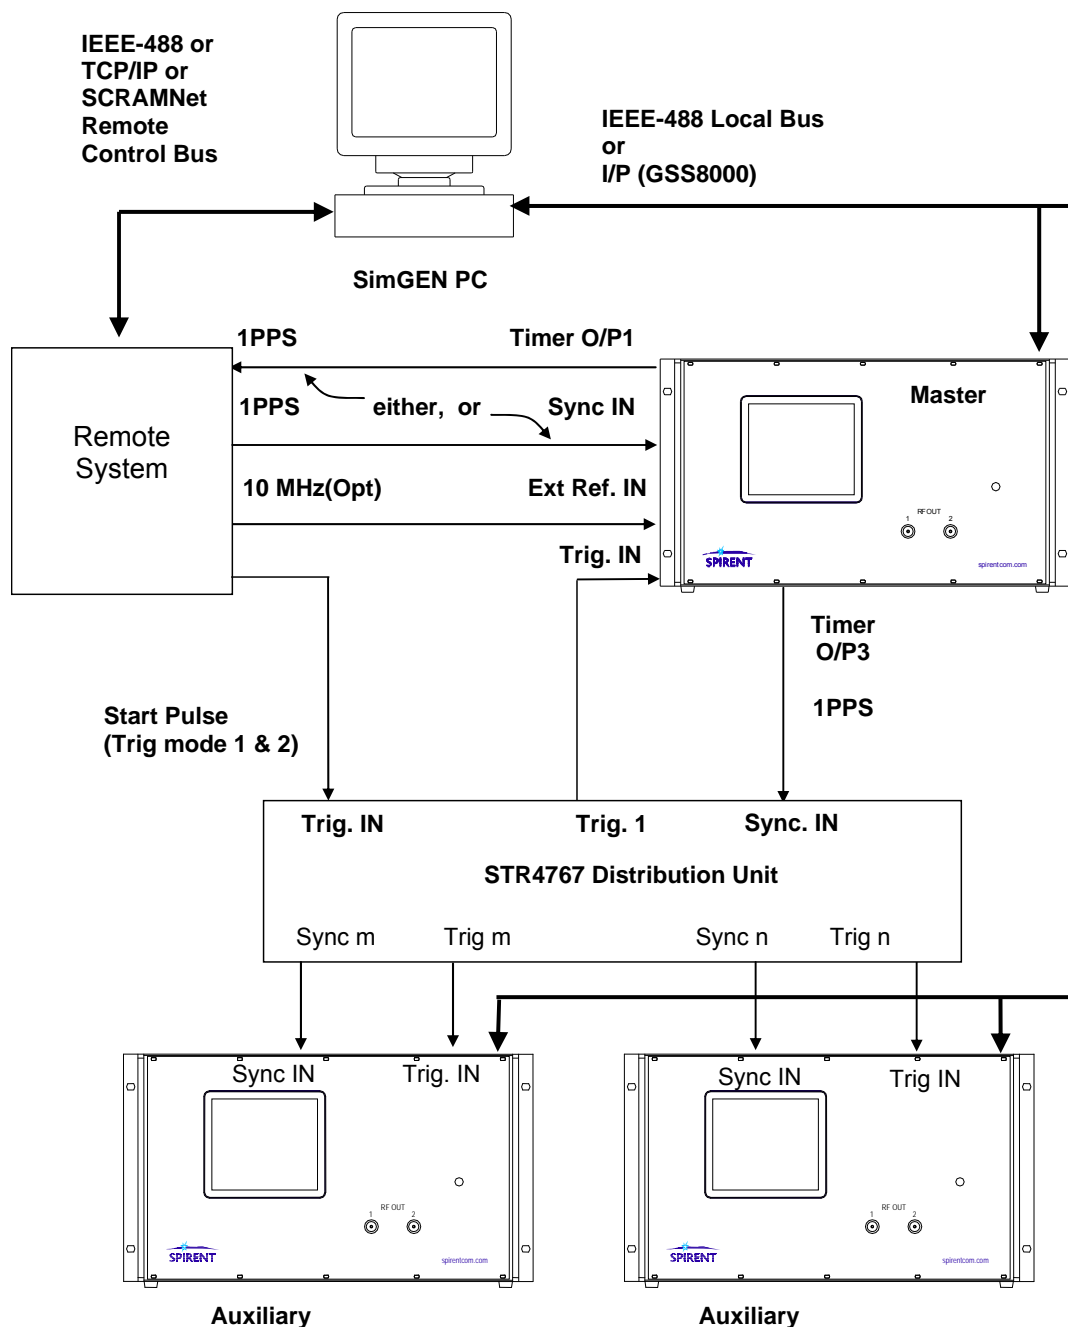 IEEE-488 or
TCP/IP or
SCRAMNet
Remote
Control Bus
IEEE-488 Local Bus
or
I/P (GSS8000)
SimGEN PC
1PPS
Timer O/P1
1PPS
either, or
Sync IN
Remote
System
10 MHz(Opt)
Ext Ref. IN
Trig. IN
Master
RF OUT
1
2
SPIRENT
spirentcom.com
Timer
O/P3
1PPS
Start Pulse
(Trig mode 1 & 2)
Trig. IN
Trig. 1
Sync. IN
STR4767 Distribution Unit
Sync m
Trig m
Sync n
Trig n
Sync IN
Trig. IN
RF OUT
1
2
SPIRENT
spirentcom.com
Auxiliary
Sync IN
Trig IN
RF OUT
1
2
SPIRENT
spirentcom.com
Auxiliary